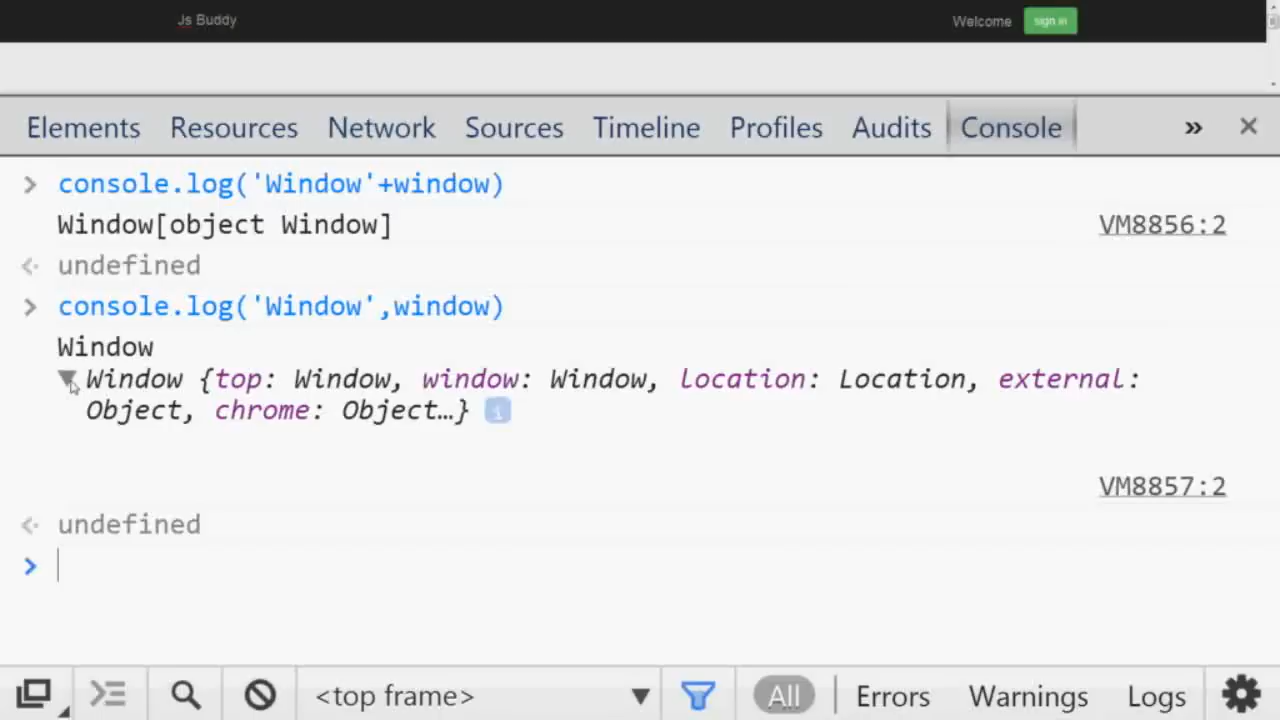 Js Buddy Welcome sign in
Elements Resources Network Sources Timeline Profiles Audits Console » ×
> console.log('Window'+window)
Window[object Window] VM8856:2
undefined
> console.log('Window',window)
Window
Window {top: Window, window: Window, location: Location, external:
Object, chrome: Object…} i
VM8857:2
undefined
>
<top frame> All Errors Warnings Logs